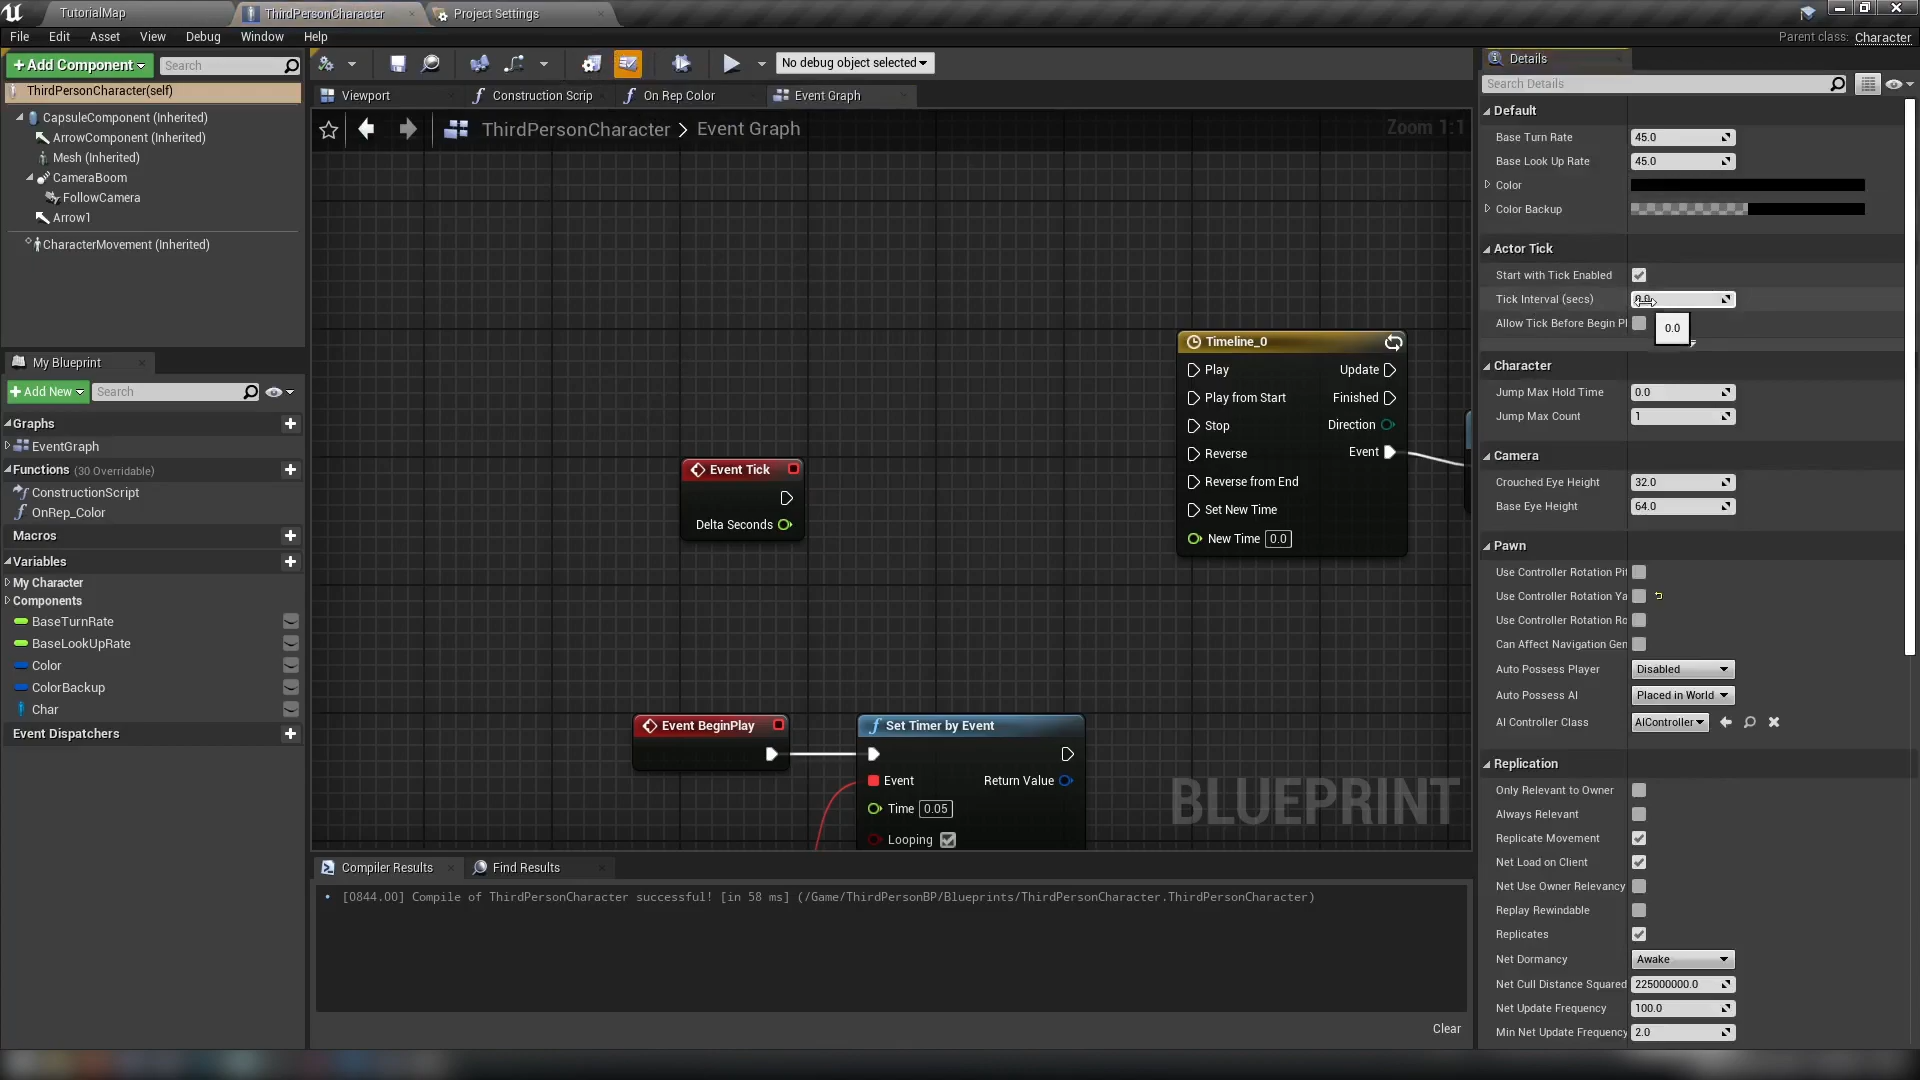 TutorialMap
ThirdPersonCharacter
Project Settings
File Edit Asset View Debug Window Help
Parent class: Character
+Add Component
Search
ThirdPersonCharacter(self)
CapsuleComponent (Inherited)
ArrowComponent (Inherited)
Mesh (Inherited)
CameraBoom
FollowCamera
Arrow1
CharacterMovement (Inherited)
My Blueprint
+Add New
Search
Graphs
EventGraph
Functions (30 Overridable)
ConstructionScript
OnRep_Color
Macros
Variables
My Character
Components
BaseTurnRate
BaseLookUpRate
Color
ColorBackup
Char
Event Dispatchers
No debug object selected
Viewport
Construction Scrip
On Rep Color
Event Graph
ThirdPersonCharacter > Event Graph
Zoom 1:1
Event Tick
Delta Seconds
Timeline_0
Play Update
Play from Start Finished
Stop Direction
Reverse Event
Reverse from End
Set New Time
New Time 0.0
Event BeginPlay
Set Timer by Event
Event Return Value
Time 0.05
Looping
BLUEPRINT
Compiler Results
Find Results
[0844.00] Compile of ThirdPersonCharacter successful! [in 58 ms] (/Game/ThirdPersonBP/Blueprints/ThirdPersonCharacter.ThirdPersonCharacter)
Clear
Details
Search Details
Default
Base Turn Rate 45.0
Base Look Up Rate 45.0
Color
Color Backup
Actor Tick
Start with Tick Enabled
Tick Interval (secs) 0.0
Allow Tick Before Begin Pl
0.0
Character
Jump Max Hold Time 0.0
Jump Max Count 1
Camera
Crouched Eye Height 32.0
Base Eye Height 64.0
Pawn
Use Controller Rotation Pit
Use Controller Rotation Ya
Use Controller Rotation Ro
Can Affect Navigation Gen
Auto Possess Player Disabled
Auto Possess AI Placed in World
AI Controller Class AIController
Replication
Only Relevant to Owner
Always Relevant
Replicate Movement
Net Load on Client
Net Use Owner Relevancy
Replay Rewindable
Replicates
Net Dormancy Awake
Net Cull Distance Squared 225000000.0
Net Update Frequency 100.0
Min Net Update Frequency 2.0